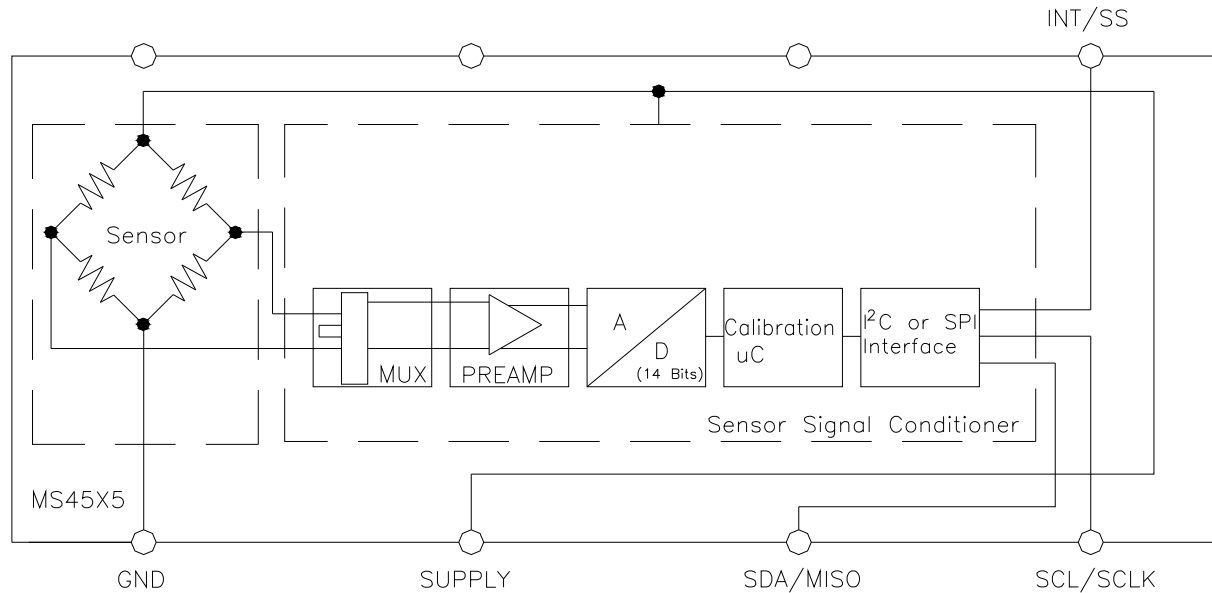 INT/SS
Sensor
A
D
(14 Bits)
Calibration
uC
I²C or SPI
Interface
MUX
PREAMP
Sensor Signal Conditioner
MS45X5
GND
SUPPLY
SDA/MISO
SCL/SCLK